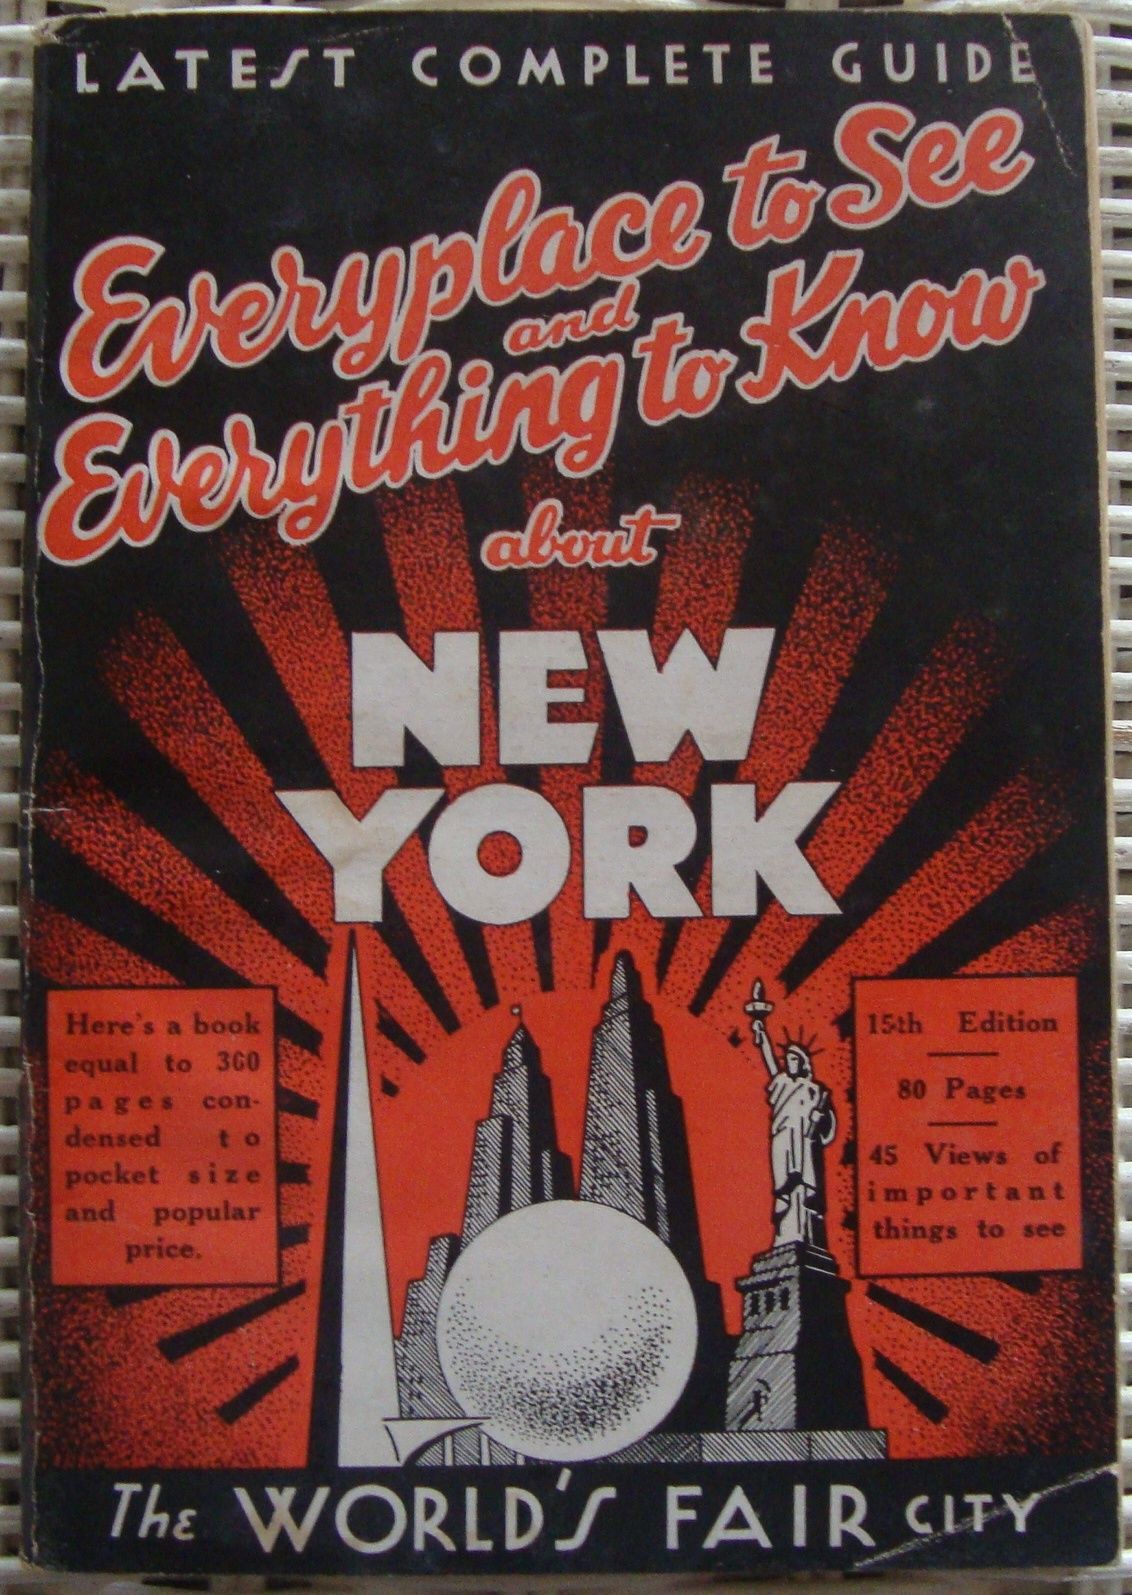 LATEST COMPLETE GUIDE
Everyplace to See
and
Everything to Know
about
NEW
YORK
Here's a book
equal to 360
pages con-
densed to
pocket size
and popular
price.
15th Edition
80 Pages
45 Views of
important
things to see
The WORLD'S FAIR CITY